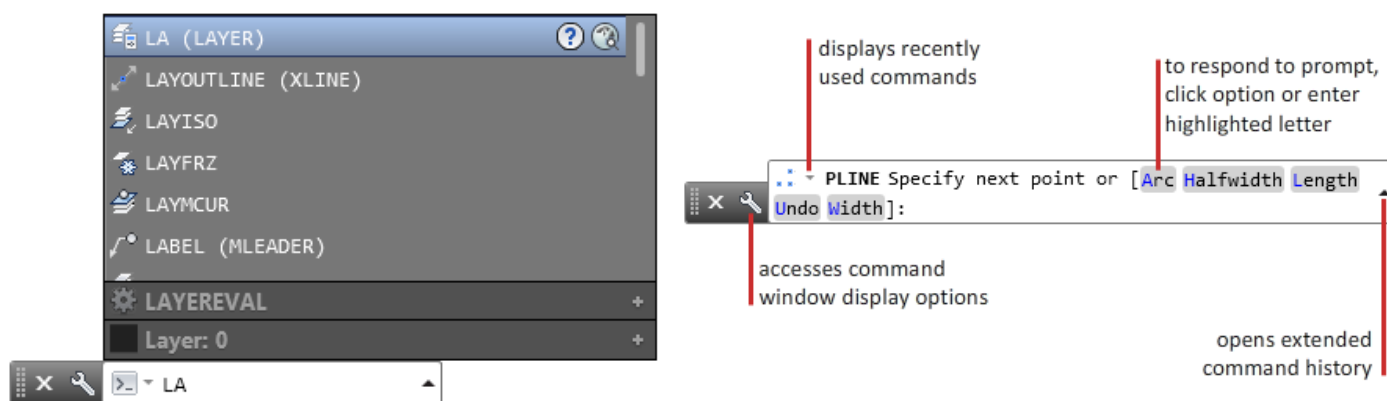 LA (LAYER)
LAYOUTLINE (XLINE)
LAYISO
LAYFRZ
LAYMCUR
LABEL (MLEADER)
LAYEREVAL +
Layer: 0 +
LA
displays recently
used commands
to respond to prompt,
click option or enter
highlighted letter
PLINE Specify next point or [Arc Halfwidth Length
Undo Width]:
accesses command
window display options
opens extended
command history